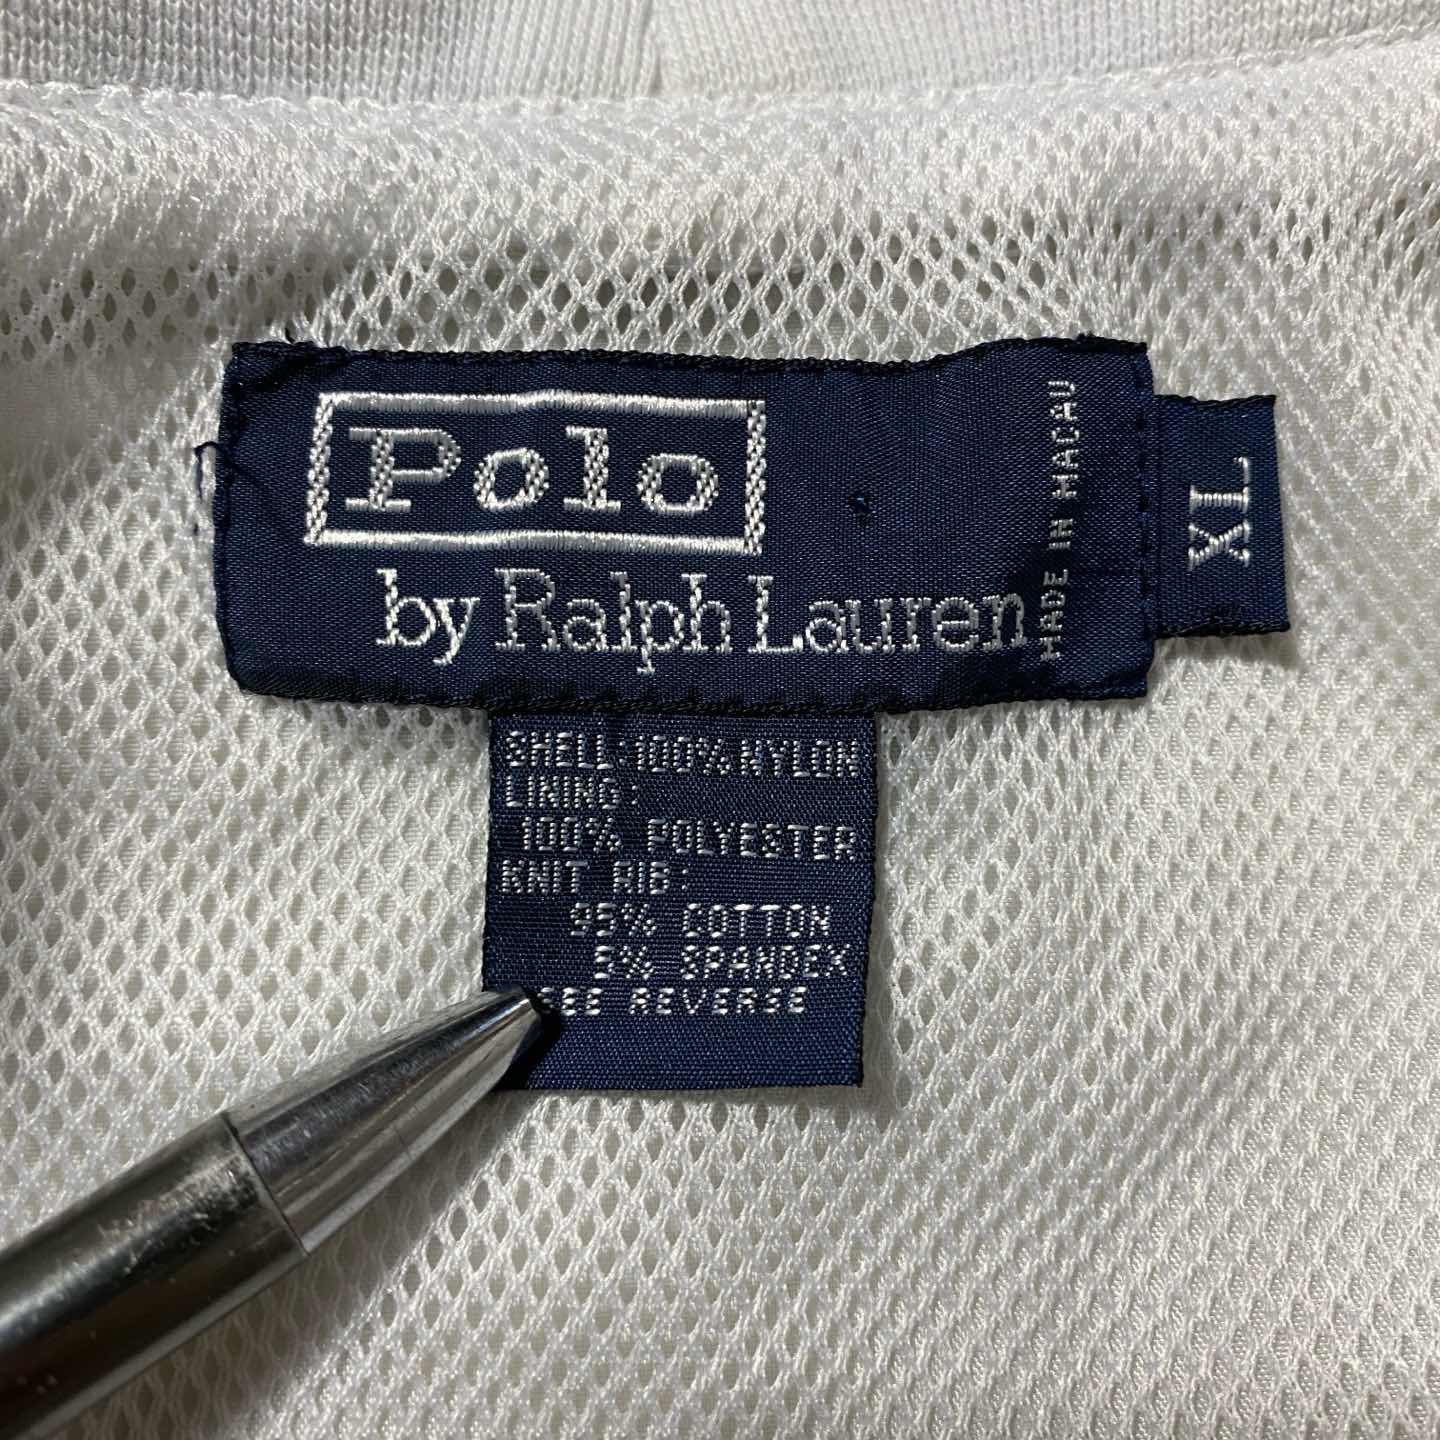 Polo
by Ralph Lauren
MADE IN MACAU
XL
SHELL:100%NYLON
LINING:
100% POLYESTER
KNIT RIB:
95% COTTON
5% SPANDEX
SEE REVERSE